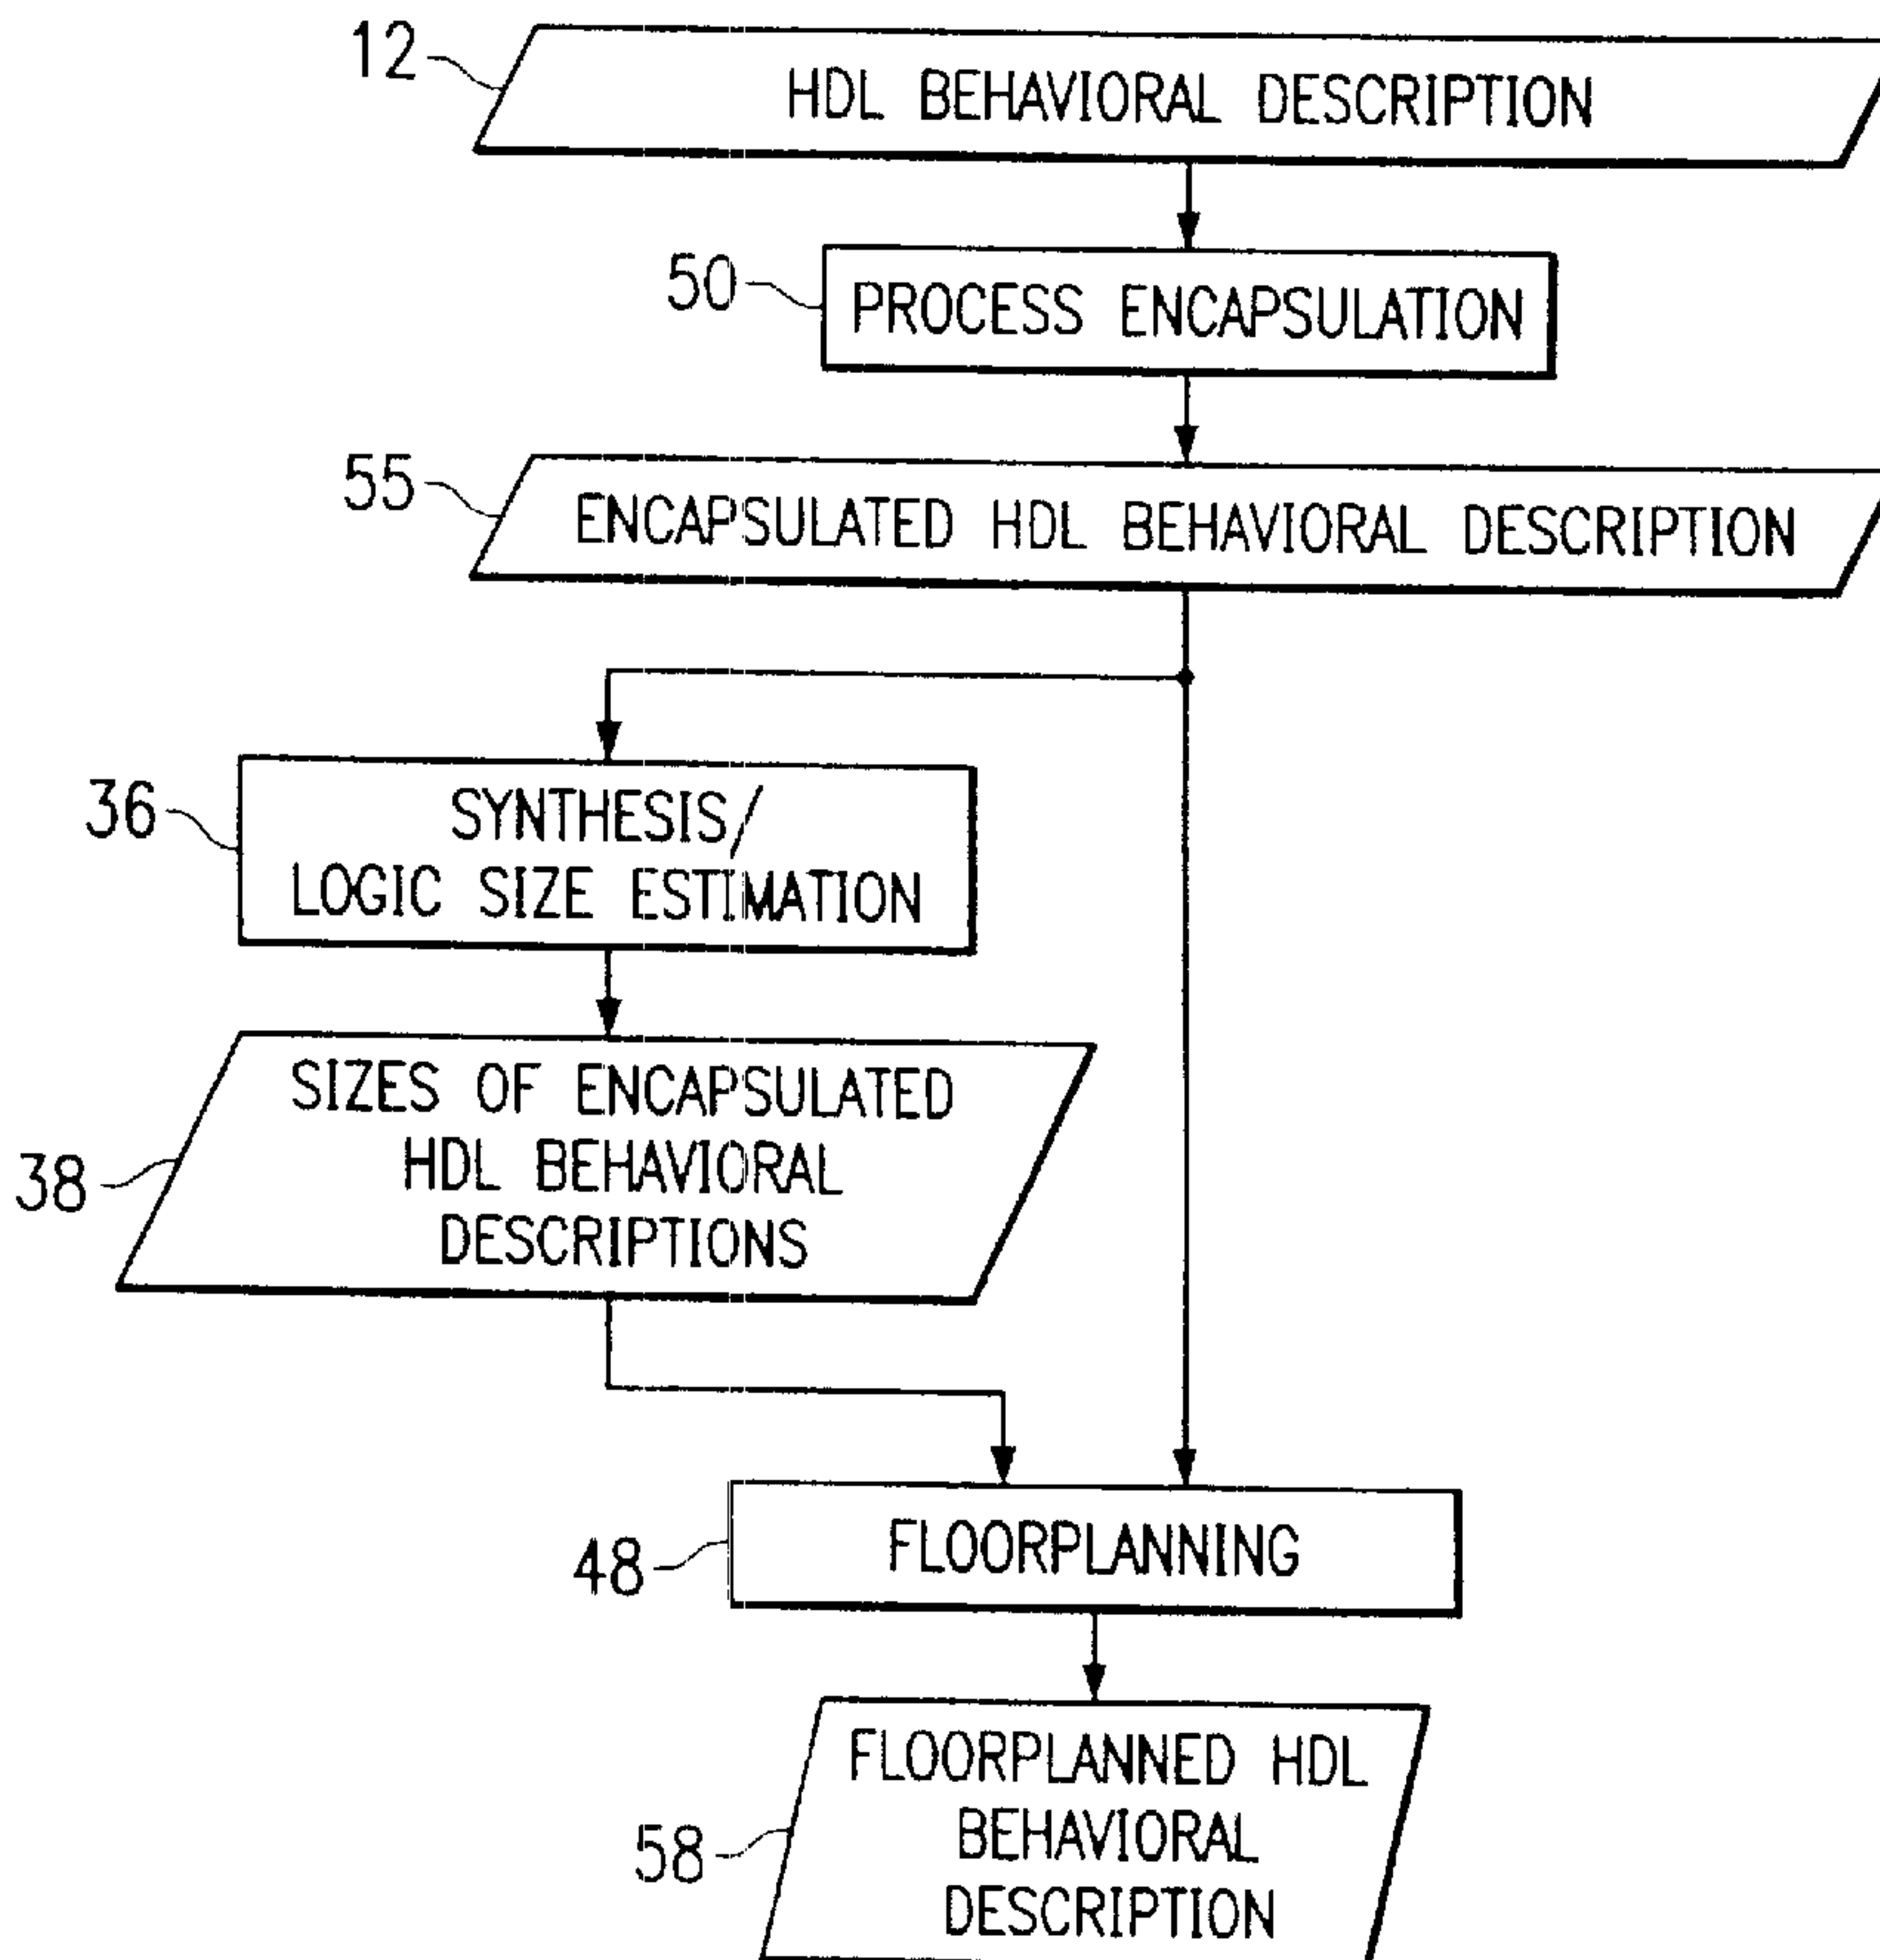 12
HDL BEHAVIORAL DESCRIPTION
50
PROCESS ENCAPSULATION
55
ENCAPSULATED HDL BEHAVIORAL DESCRIPTION
36
SYNTHESIS/
LOGIC SIZE ESTIMATION
38
SIZES OF ENCAPSULATED
HDL BEHAVIORAL
DESCRIPTIONS
48
FLOORPLANNING
58
FLOORPLANNED HDL
BEHAVIORAL
DESCRIPTION